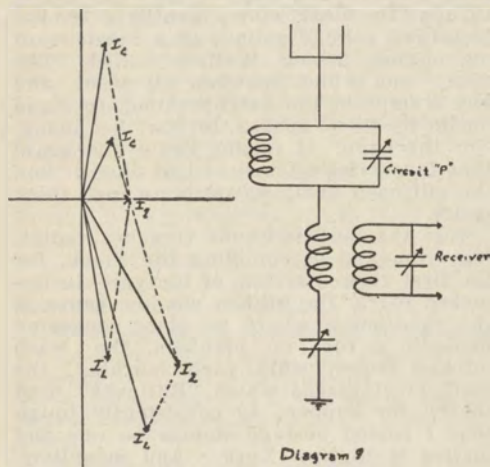 I_c
I_c
I_1
I_L
I_2
I_L
Circuit "P"
Receiver
Diagram 9